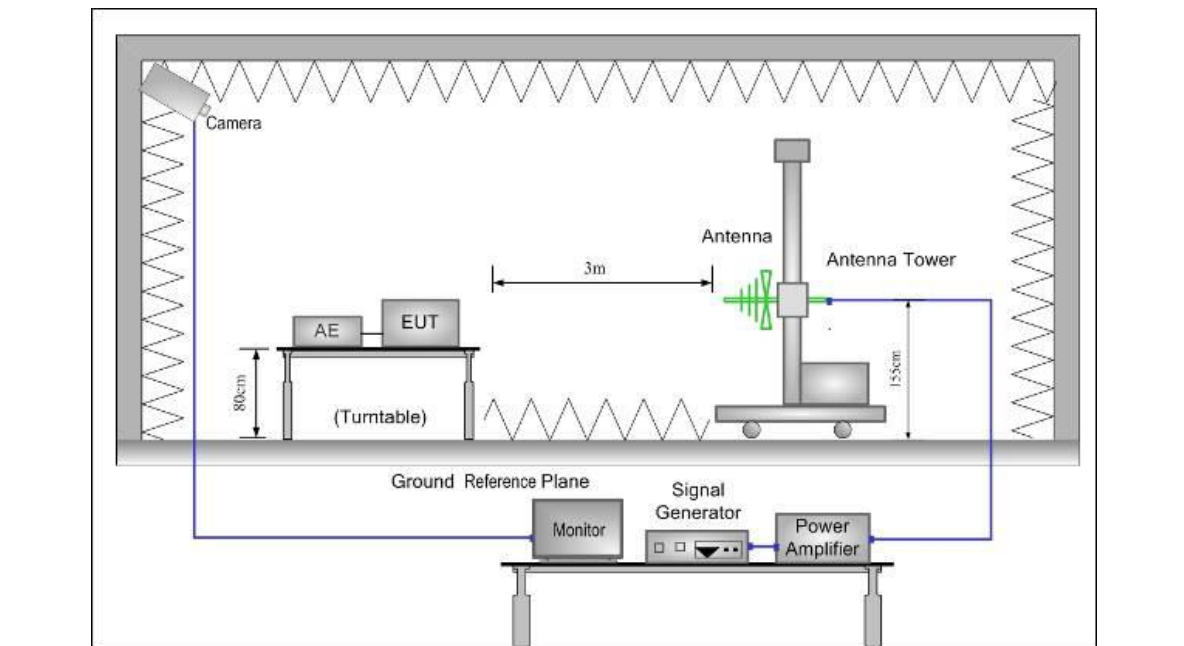 Camera
Antenna
3m
Antenna Tower
AE
EUT
80cm
(Turntable)
155cm
Ground Reference Plane
Signal
Generator
Monitor
Power
Amplifier